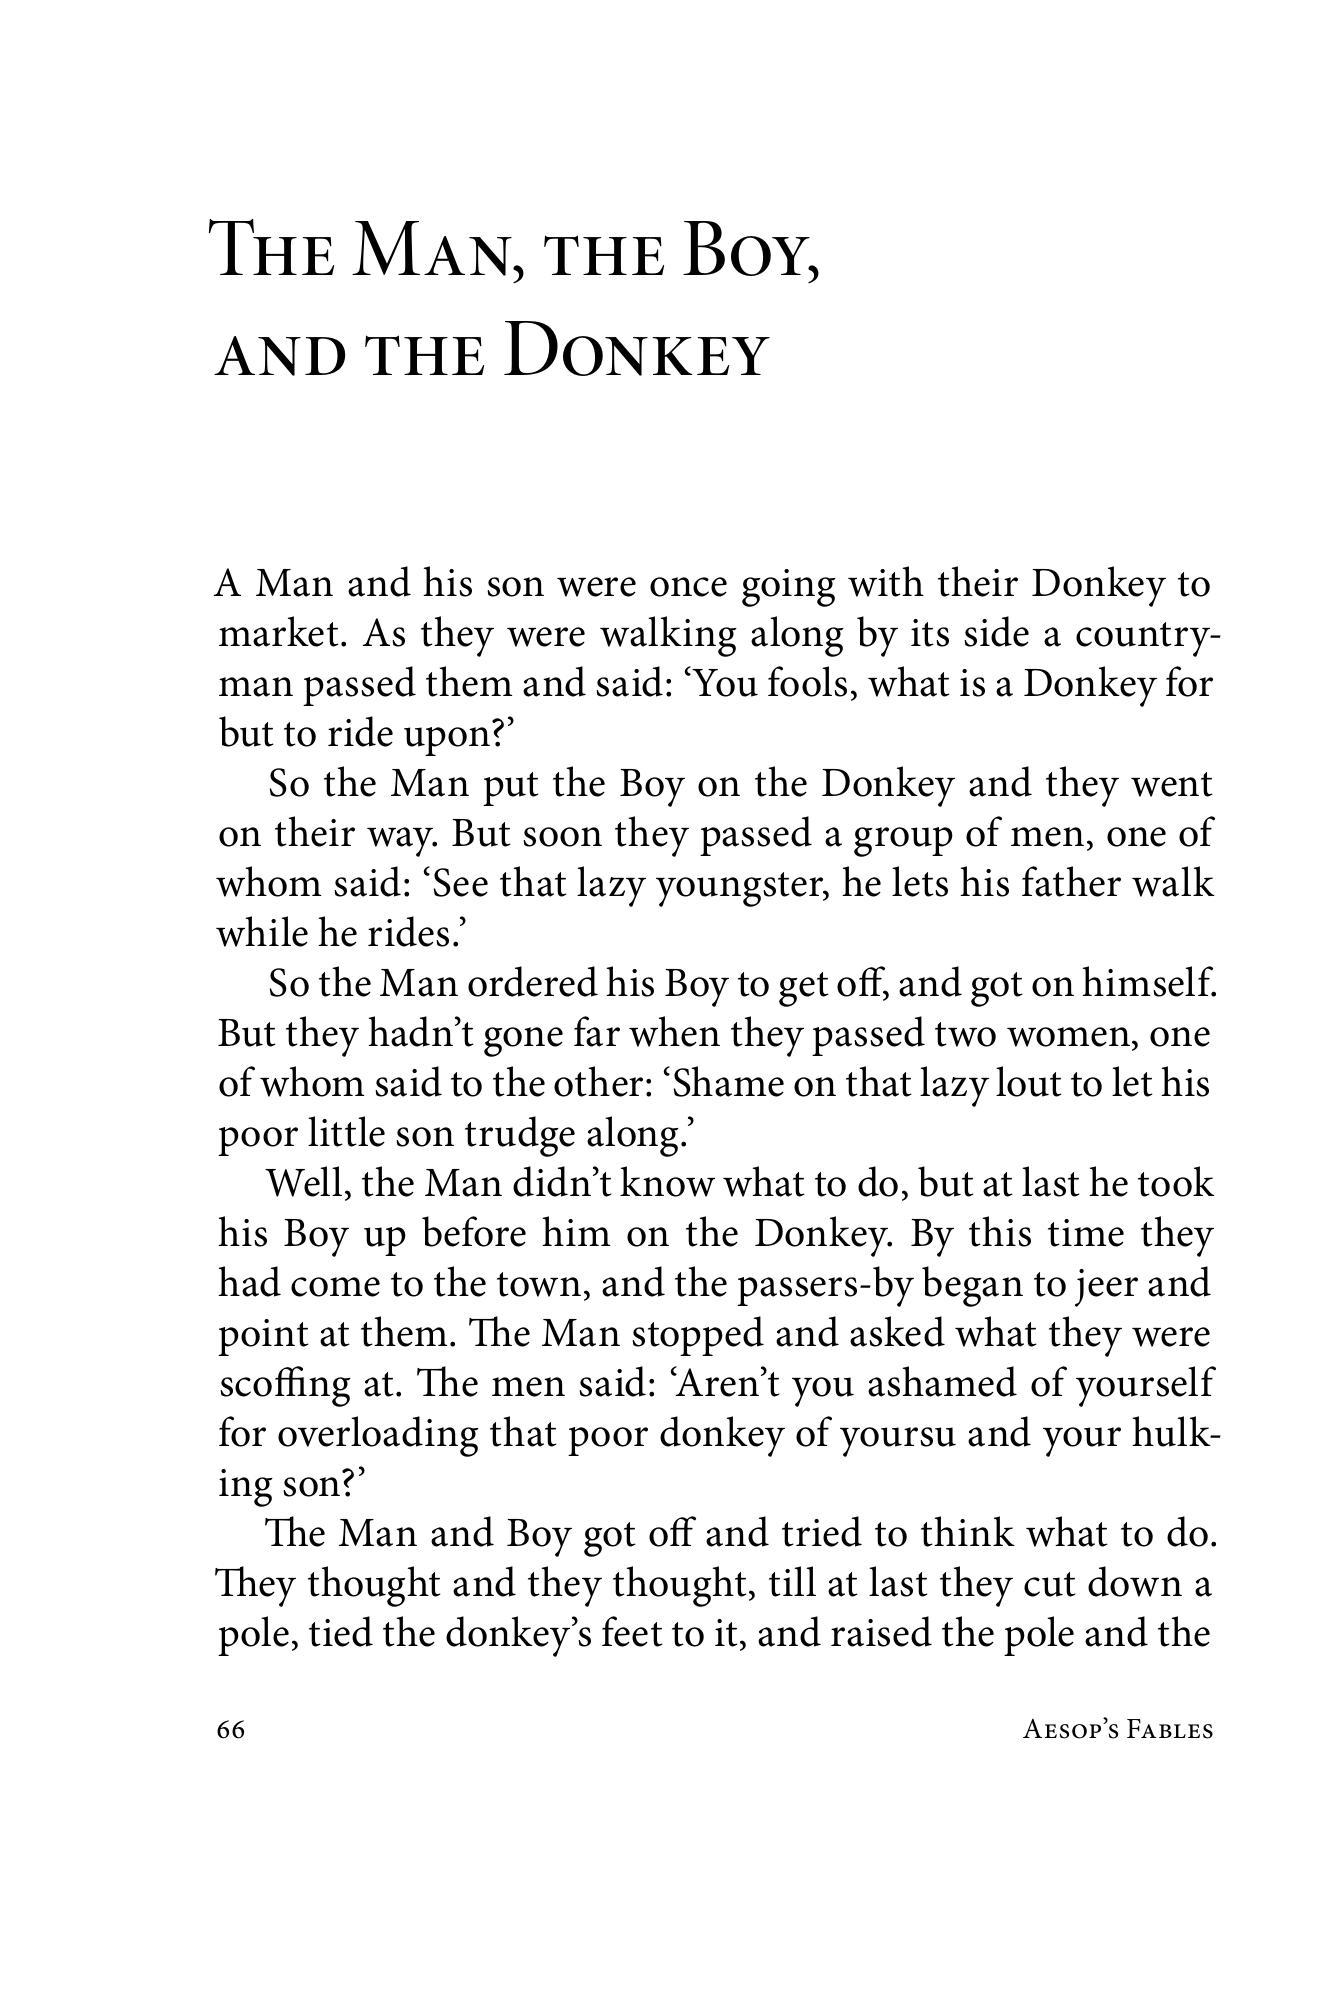 The Man, the Boy,
and the Donkey
A Man and his son were once going with their Donkey to
market. As they were walking along by its side a country-
man passed them and said: ‘You fools, what is a Donkey for
but to ride upon?’
So the Man put the Boy on the Donkey and they went
on their way. But soon they passed a group of men, one of
whom said: ‘See that lazy youngster, he lets his father walk
while he rides.’
So the Man ordered his Boy to get off, and got on himself.
But they hadn’t gone far when they passed two women, one
of whom said to the other: ‘Shame on that lazy lout to let his
poor little son trudge along.’
Well, the Man didn’t know what to do, but at last he took
his Boy up before him on the Donkey. By this time they
had come to the town, and the passers-by began to jeer and
point at them. The Man stopped and asked what they were
scoffing at. The men said: ‘Aren’t you ashamed of yourself
for overloading that poor donkey of yoursu and your hulk-
ing son?’
The Man and Boy got off and tried to think what to do.
They thought and they thought, till at last they cut down a
pole, tied the donkey’s feet to it, and raised the pole and the
66 Aesop’s Fables